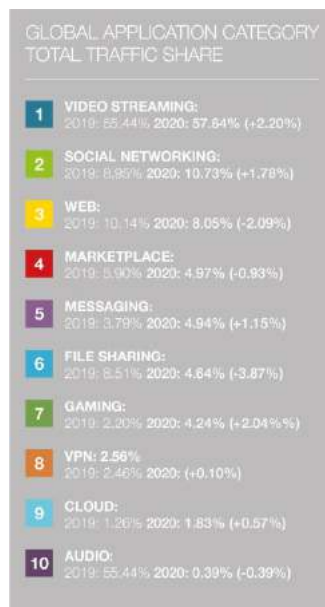 GLOBAL APPLICATION CATEGORY
TOTAL TRAFFIC SHARE
1
VIDEO STREAMING:
2019: 55.44% 2020: 57.64% (+2.20%)
2
SOCIAL NETWORKING:
2019: 8.95% 2020: 10.73% (+1.78%)
3
WEB:
2019: 10.14% 2020: 8.05% (-2.09%)
4
MARKETPLACE:
2019: 5.90% 2020: 4.97% (-0.93%)
5
MESSAGING:
2019: 3.79% 2020: 4.94% (+1.15%)
6
FILE SHARING:
2019: 8.51% 2020: 4.64% (-3.87%)
7
GAMING:
2019: 2.20% 2020: 4.24% (+2.04%%)
8
VPN: 2.56%
2019: 2.46% 2020: (+0.10%)
9
CLOUD:
2019: 1.26% 2020: 1.83% (+0.57%)
10
AUDIO:
2019: 55.44% 2020: 0.39% (-0.39%)